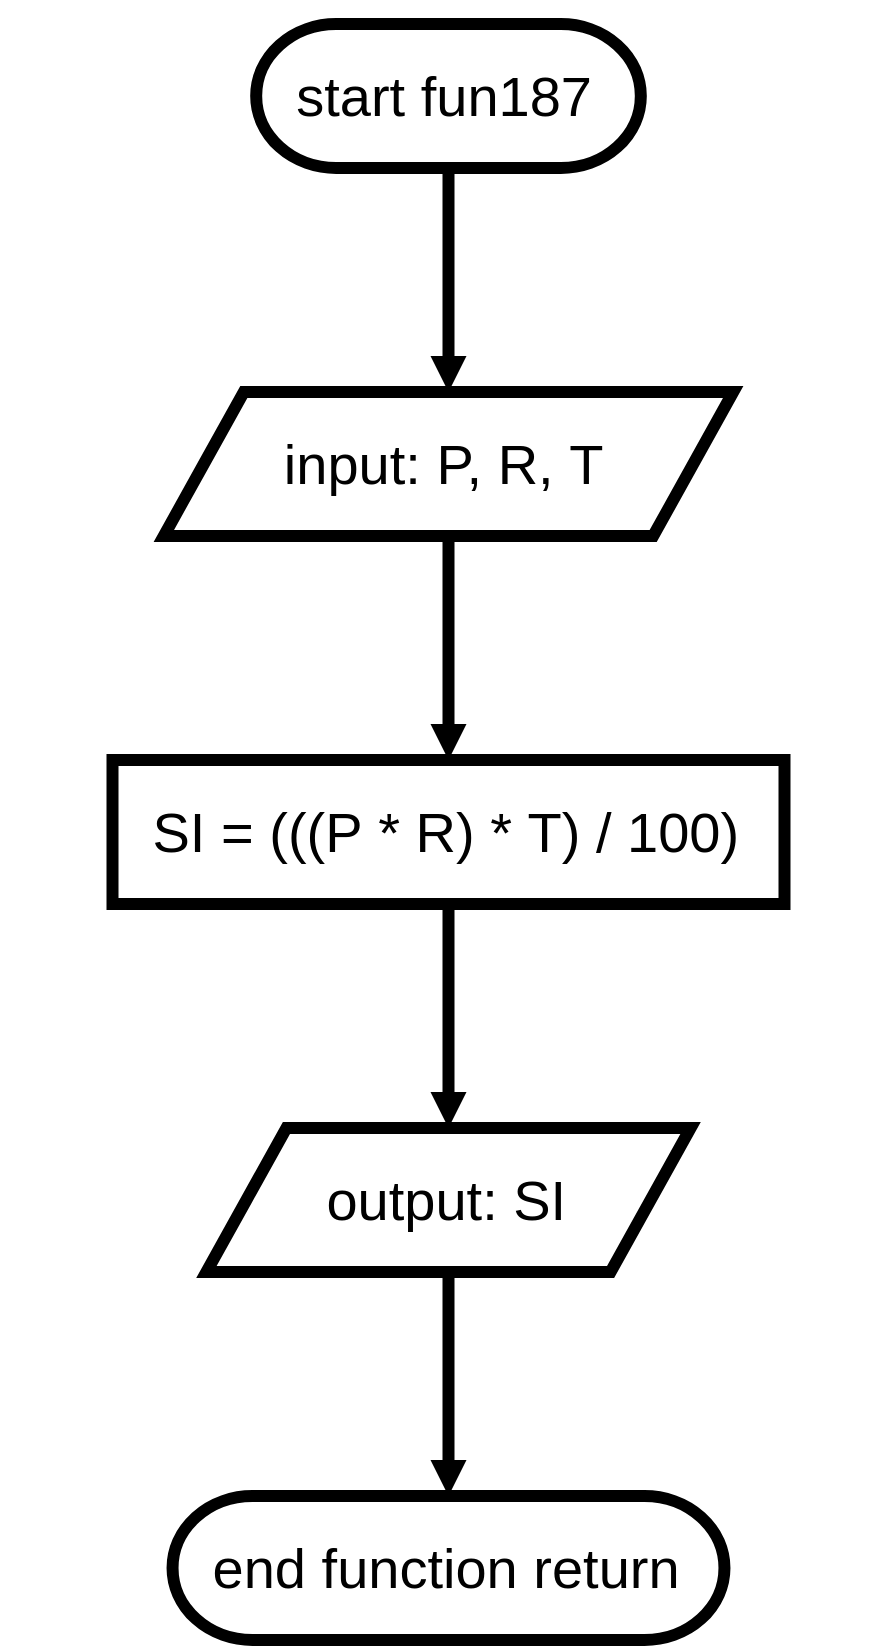 start fun187
input: P, R, T
SI = (((P * R) * T) / 100)
output: SI
end function return